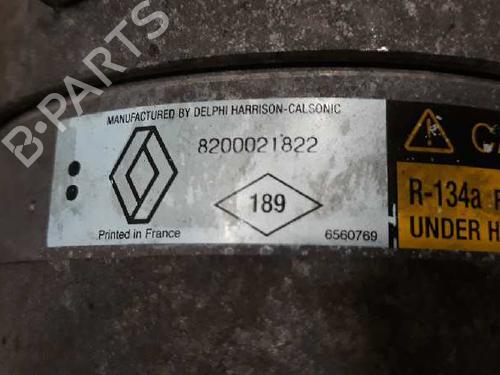 MANUFACTURED BY DELPHI HARRISON-CALSONIC
8200021822
189
Printed in France
6560769
R-134a
UNDER
B-PARTS